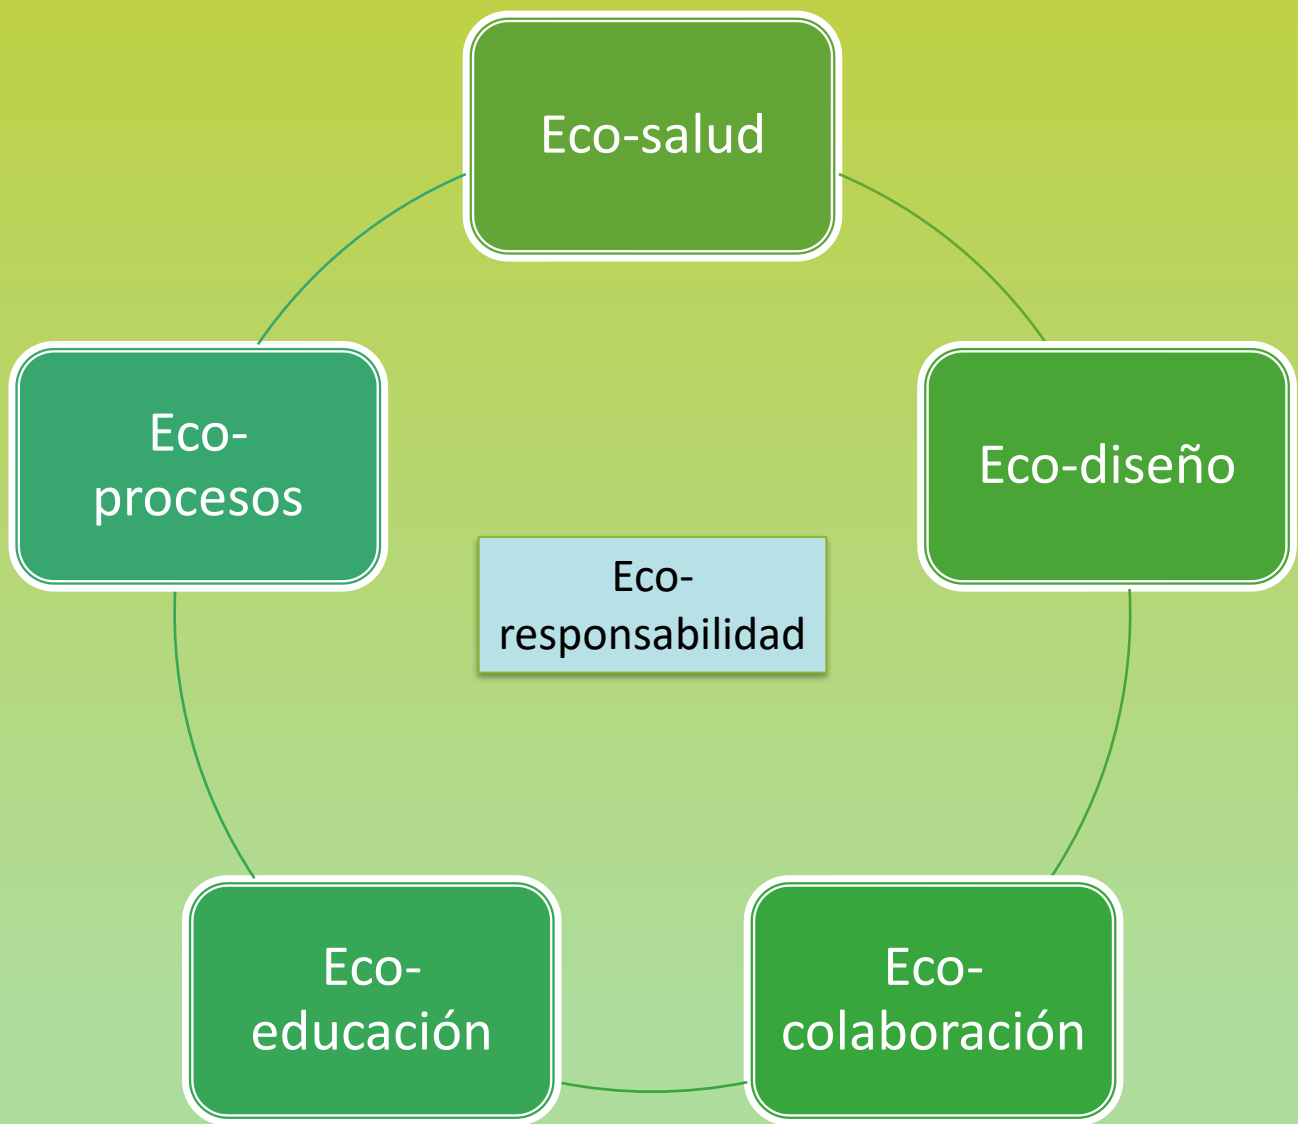 Eco-salud
Eco-
procesos
Eco-diseño
Eco-
responsabilidad
Eco-
educación
Eco-
colaboración